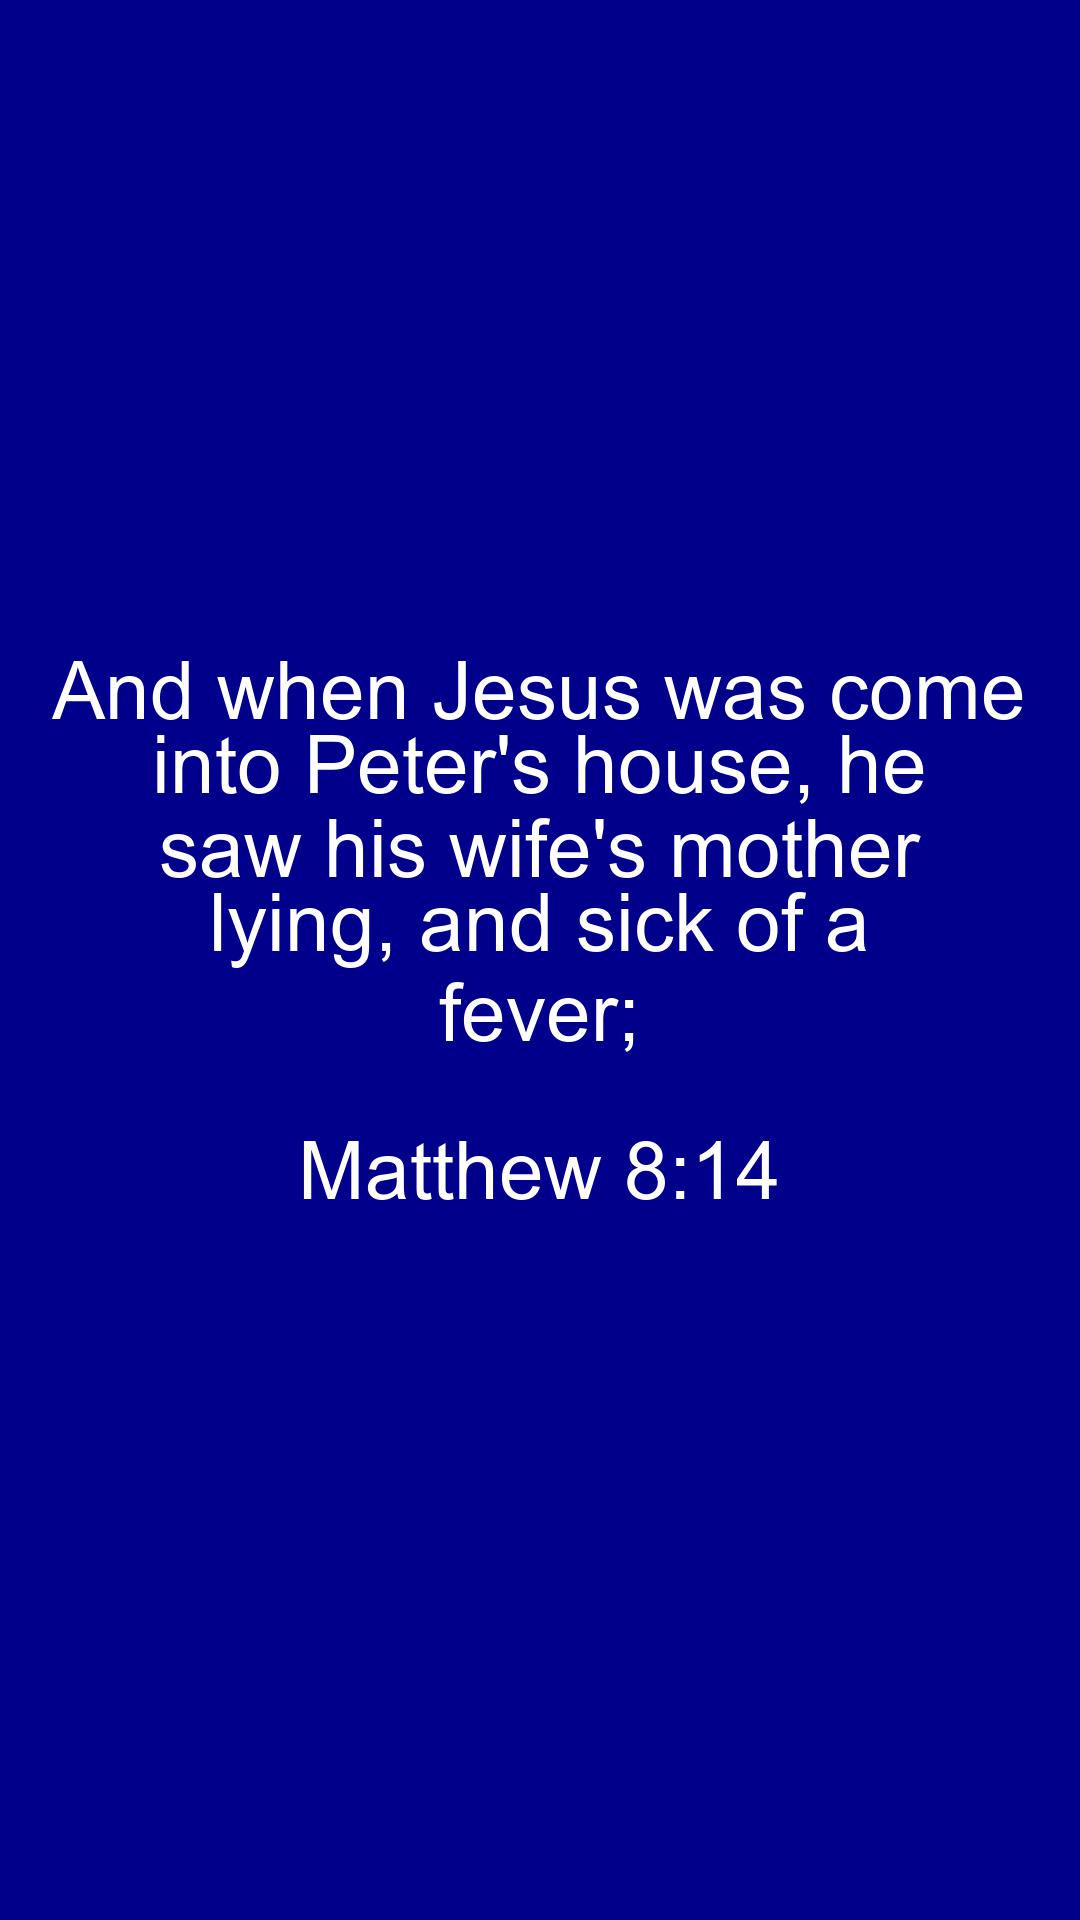 And when Jesus was come
into Peter's house, he
saw his wife's mother
lying, and sick of a
fever;
Matthew 8:14